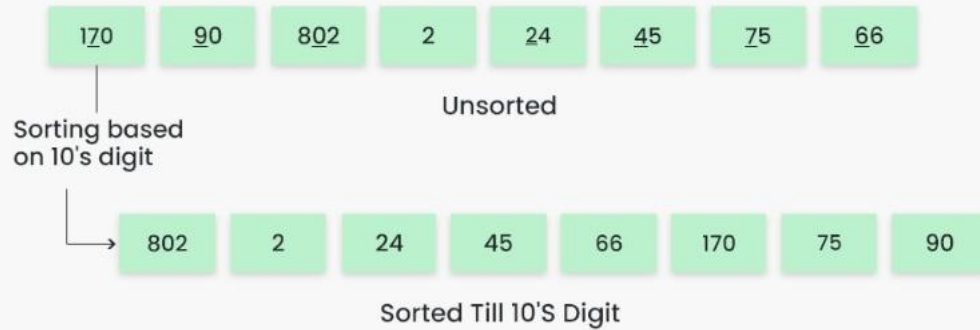 170 90 802 2 24 45 75 66
Unsorted
Sorting based
on 10's digit
802 2 24 45 66 170 75 90
Sorted Till 10'S Digit